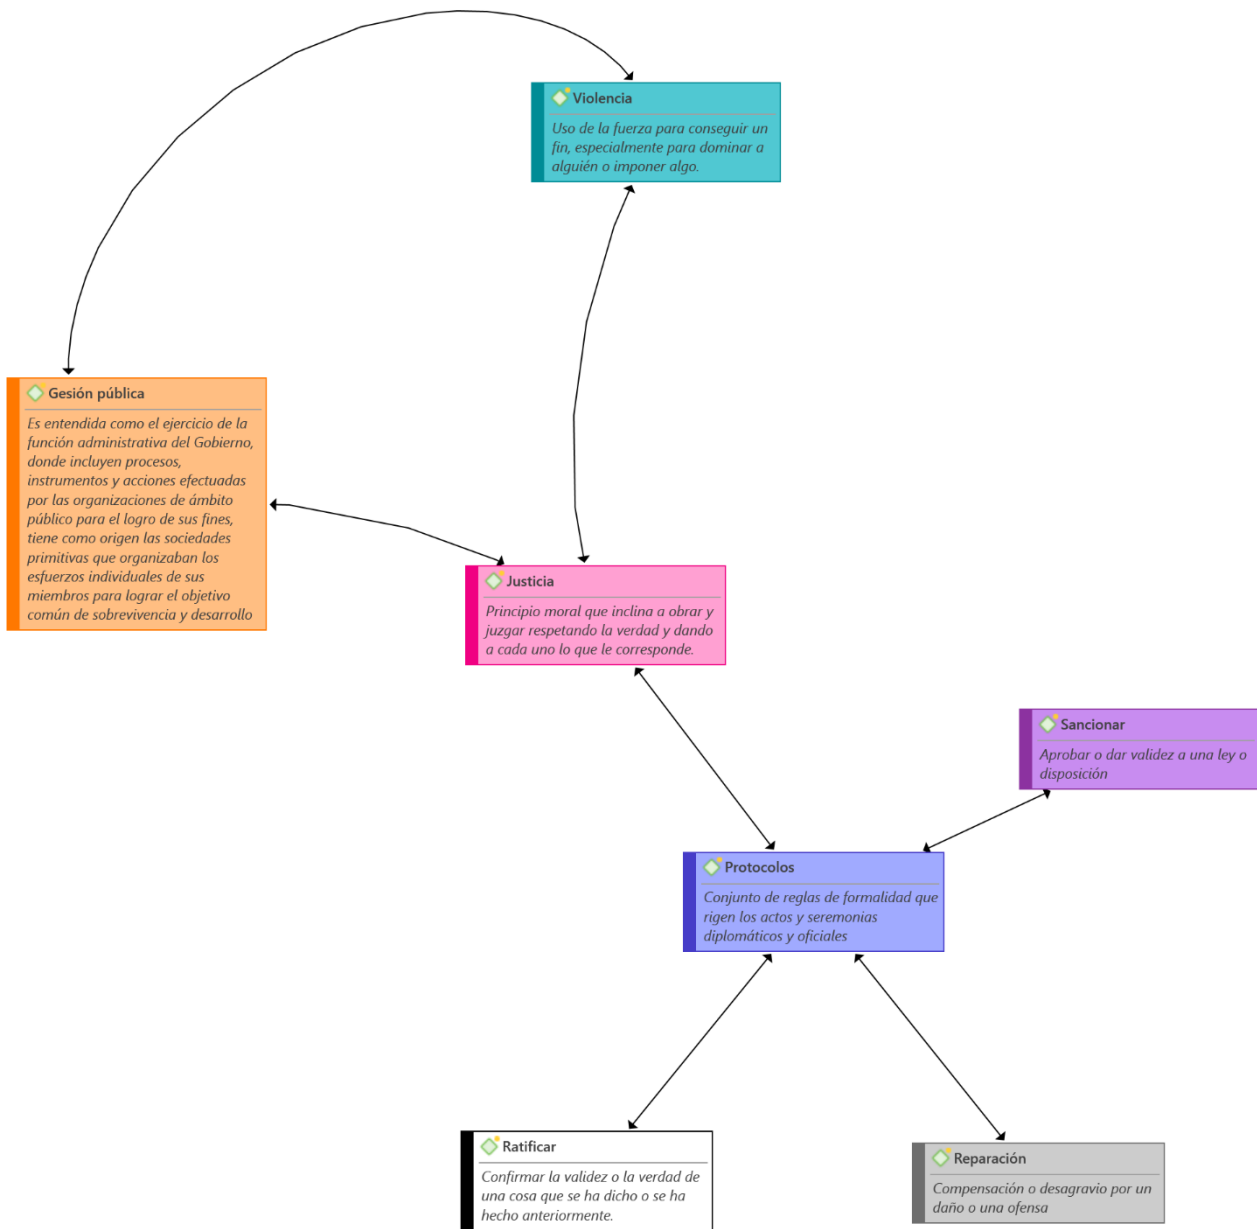 Violencia
Uso de la fuerza para conseguir un
fin, especialmente para dominar a
alguién o imponer algo.
Gesión pública
Es entendida como el ejercicio de la
función administrativa del Gobierno,
donde incluyen procesos,
instrumentos y acciones efectuadas
por las organizaciones de ámbito
público para el logro de sus fines,
tiene como origen las sociedades
primitivas que organizaban los
esfuerzos individuales de sus
miembros para lograr el objetivo
común de sobrevivencia y desarrollo
Justicia
Principio moral que inclina a obrar y
juzgar respetando la verdad y dando
a cada uno lo que le corresponde.
Sancionar
Aprobar o dar validez a una ley o
disposición
Protocolos
Conjunto de reglas de formalidad que
rigen los actos y seremonias
diplomáticos y oficiales
Ratificar
Confirmar la validez o la verdad de
una cosa que se ha dicho o se ha
hecho anteriormente.
Reparación
Compensación o desagravio por un
daño o una ofensa